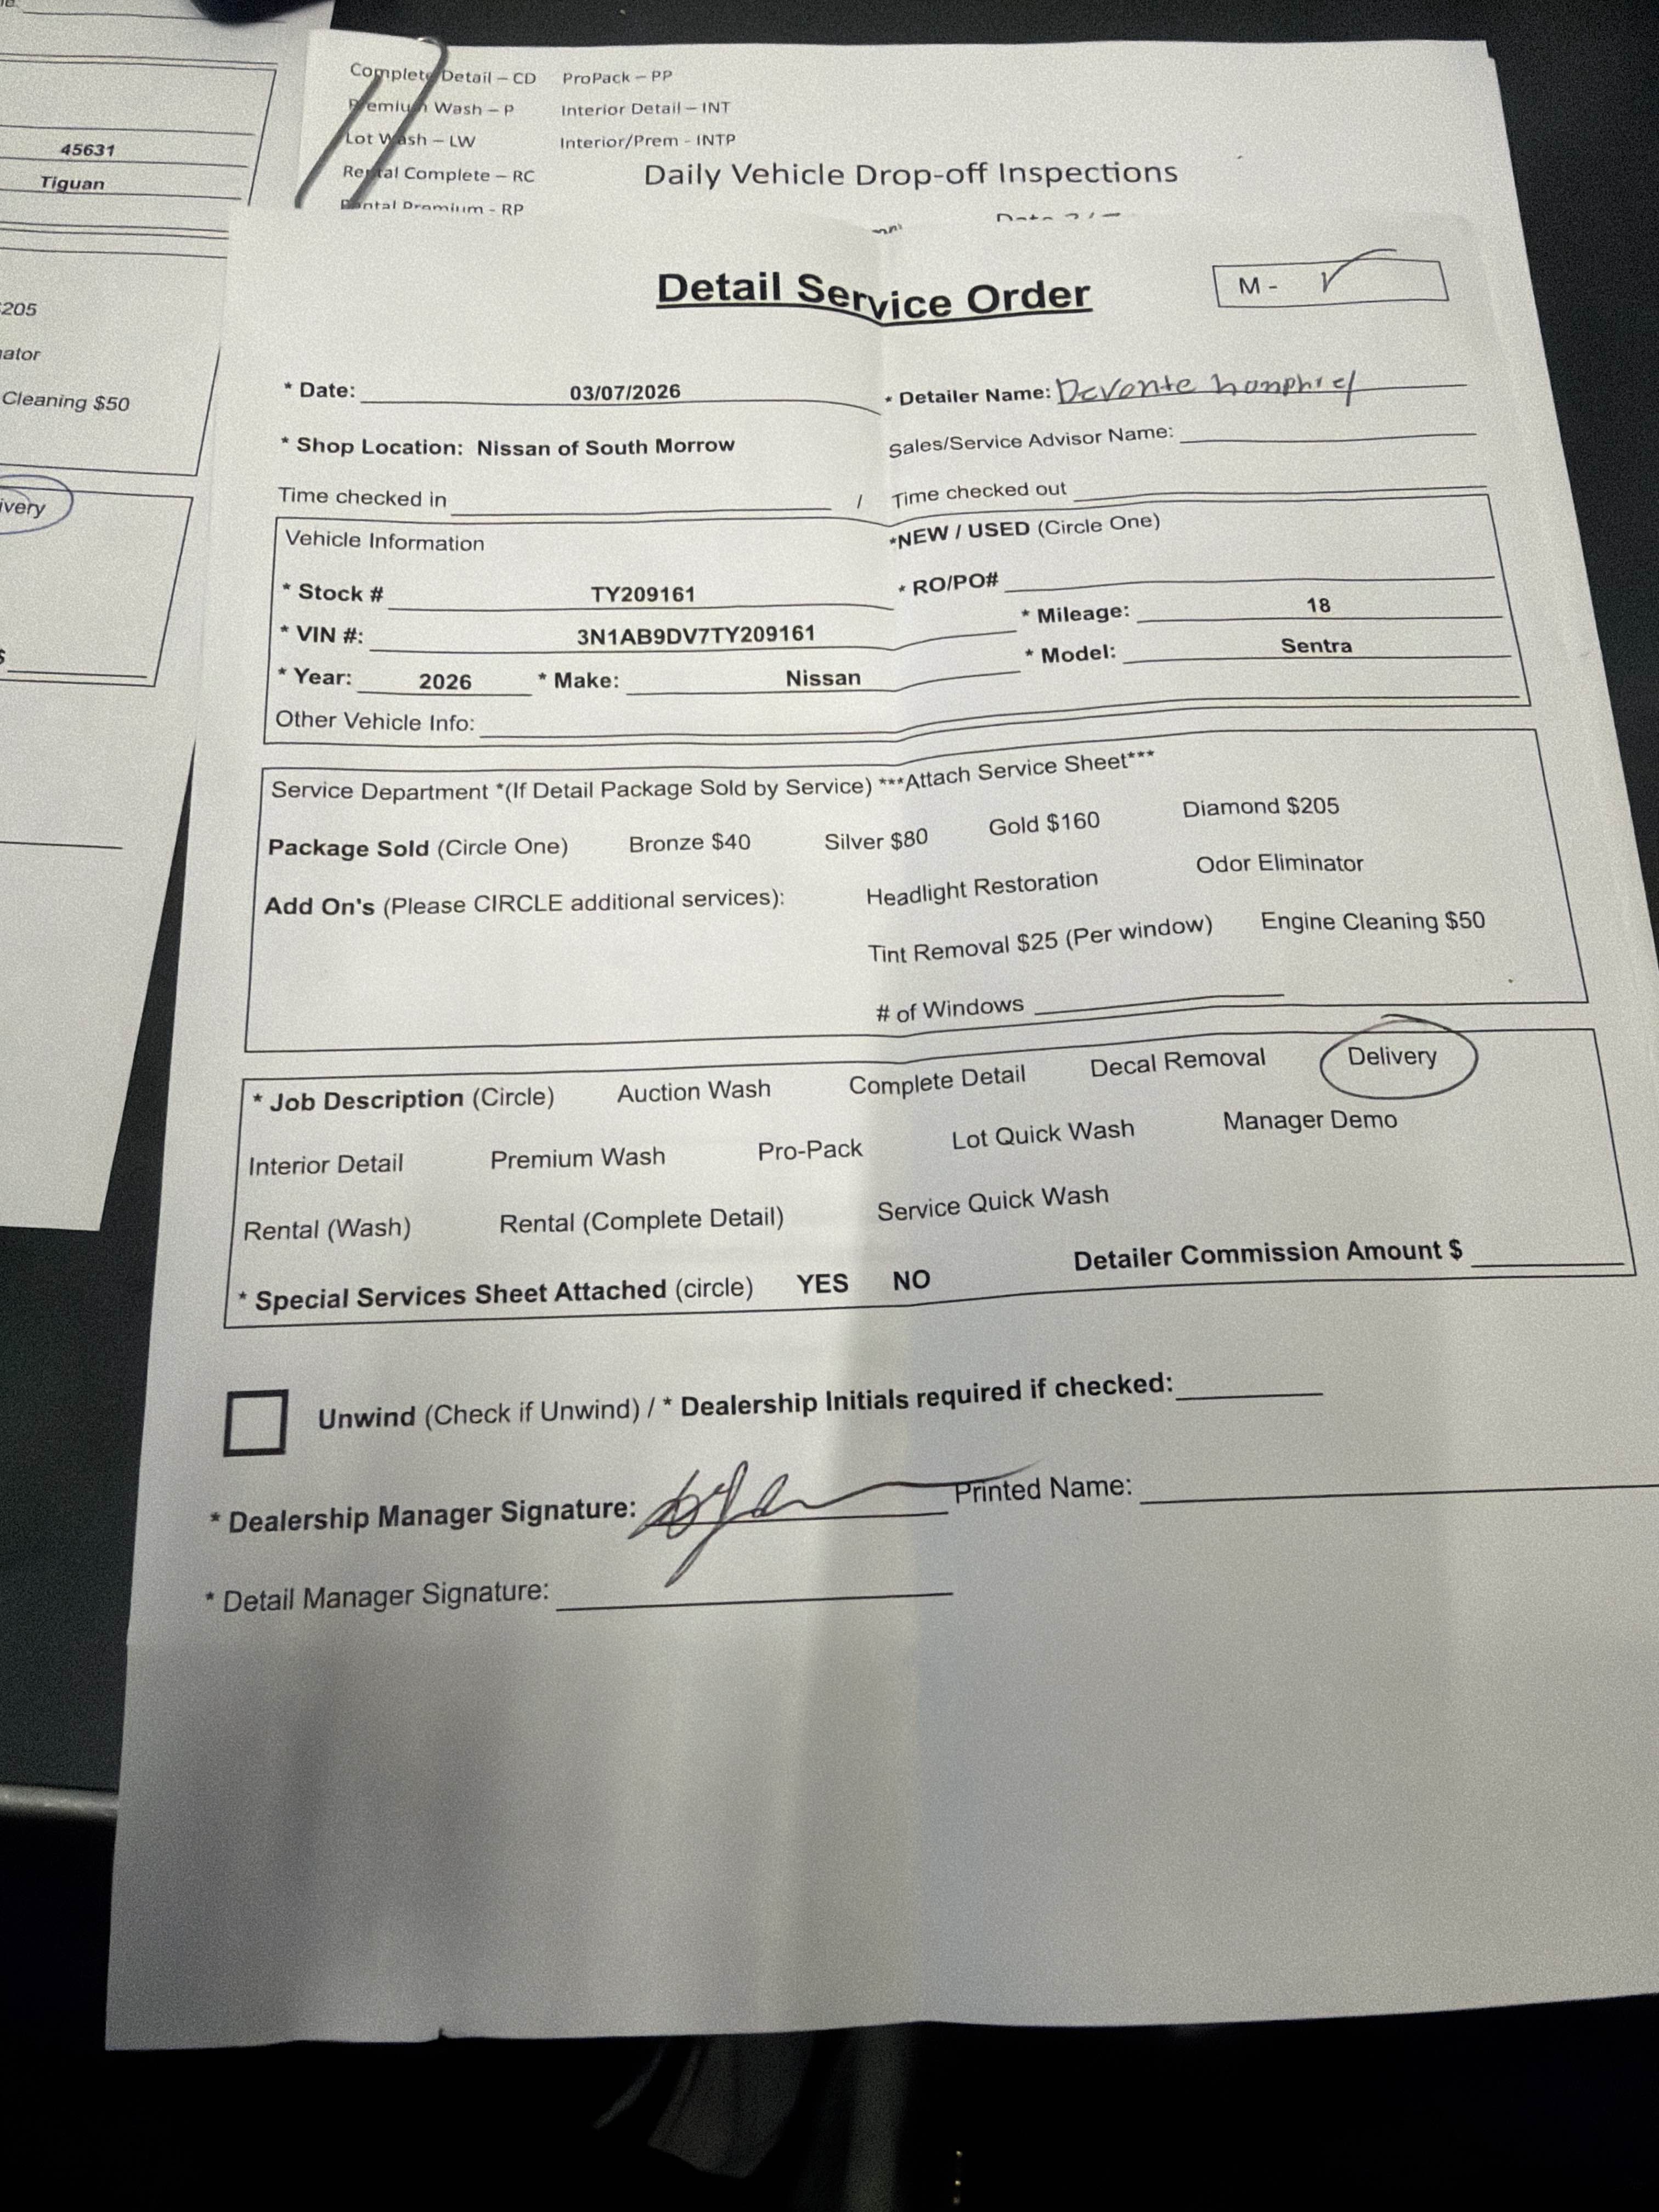 45631
Tiguan
205
Cleaning $50
Complete Detail – CD ProPack – PP
Premium Wash – P Interior Detail – INT
Lot Wash – LW Interior/Prem - INTP
Rental Complete – RC
Daily Vehicle Drop-off Inspections
Rental Premium - RP
Detail Service Order
M - ✓
* Date: 03/07/2026
* Detailer Name: Devonte
* Shop Location: Nissan of South Morrow
Sales/Service Advisor Name:
Time checked in / Time checked out
Vehicle Information
*NEW / USED (Circle One)
* Stock # TY209161
* RO/PO#
* VIN #: 3N1AB9DV7TY209161
* Mileage: 18
* Year: 2026 * Make: Nissan
* Model: Sentra
Other Vehicle Info:
Service Department *(If Detail Package Sold by Service) ***Attach Service Sheet***
Package Sold (Circle One) Bronze $40 Silver $80 Gold $160 Diamond $205
Add On's (Please CIRCLE additional services): Headlight Restoration Odor Eliminator
Tint Removal $25 (Per window) Engine Cleaning $50
# of Windows
* Job Description (Circle) Auction Wash Complete Detail Decal Removal Delivery
Interior Detail Premium Wash Pro-Pack Lot Quick Wash Manager Demo
Rental (Wash) Rental (Complete Detail) Service Quick Wash
* Special Services Sheet Attached (circle) YES NO Detailer Commission Amount $
Unwind (Check if Unwind) / * Dealership Initials required if checked:
* Dealership Manager Signature: Printed Name:
* Detail Manager Signature: